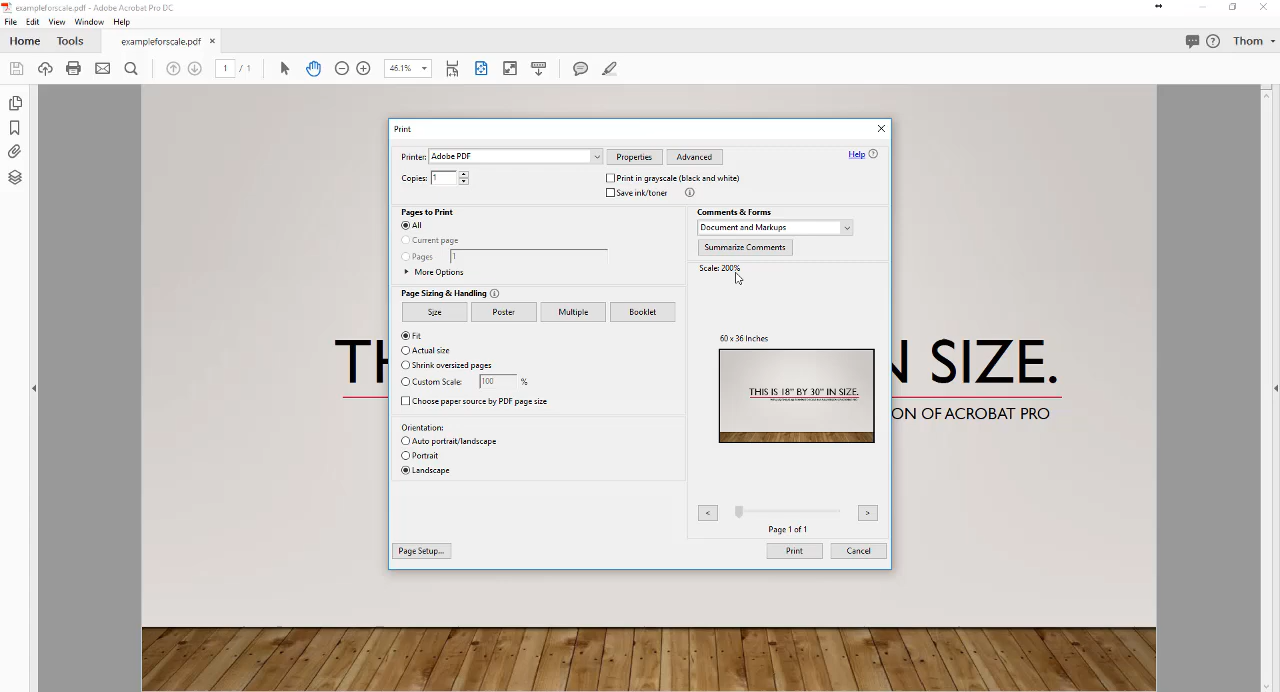 exampleforscale.pdf - Adobe Acrobat Pro DC
File Edit View Window Help
Home Tools exampleforscale.pdf × Thom
1 / 1 46.1%
Print
Printer: Adobe PDF Properties Advanced Help
Copies: 1 Print in grayscale (black and white)
Save ink/toner
Pages to Print Comments & Forms
All Document and Markups
Current page Summarize Comments
Pages 1
More Options Scale: 200%
Page Sizing & Handling
Size Poster Multiple Booklet
Fit 60 x 36 Inches
Actual size
Shrink oversized pages
Custom Scale: 100 %
Choose paper source by PDF page size
THIS IS 18" BY 30" IN SIZE.
Orientation:
Auto portrait/landscape
Portrait
Landscape
< >
Page 1 of 1
Page Setup... Print Cancel
SIZE.
ON OF ACROBAT PRO